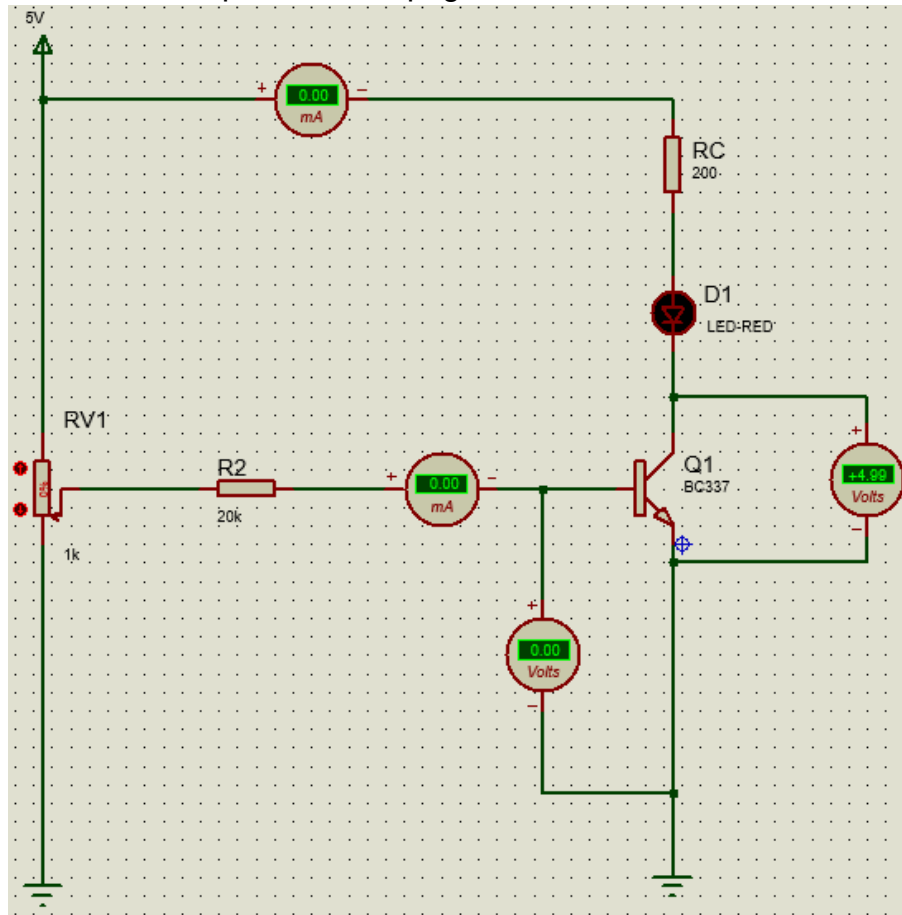 5V
+
0.00
mA
−
RC
200
D1
LED-RED
RV1
1k
R2
20k
+
0.00
mA
−
Q1
BC337
+
+4.99
Volts
−
+
0.00
Volts
−